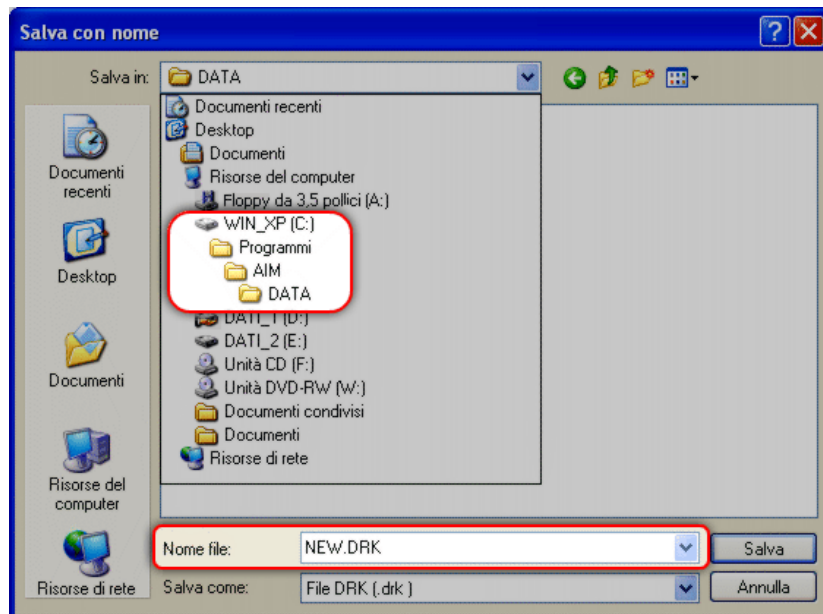 Salva con nome
Salva in: DATA
Documenti recenti
Desktop
Documenti
Risorse del computer
Floppy da 3,5 pollici (A:)
WIN_XP (C:)
Programmi
AIM
DATA
DATI_1 (D:)
DATI_2 (E:)
Unità CD (F:)
Unità DVD-RW (W:)
Documenti condivisi
Documenti
Risorse di rete
Documenti
recenti
Desktop
Documenti
Risorse del
computer
Risorse di rete
Nome file: NEW.DRK Salva
Salva come: File DRK (.drk ) Annulla